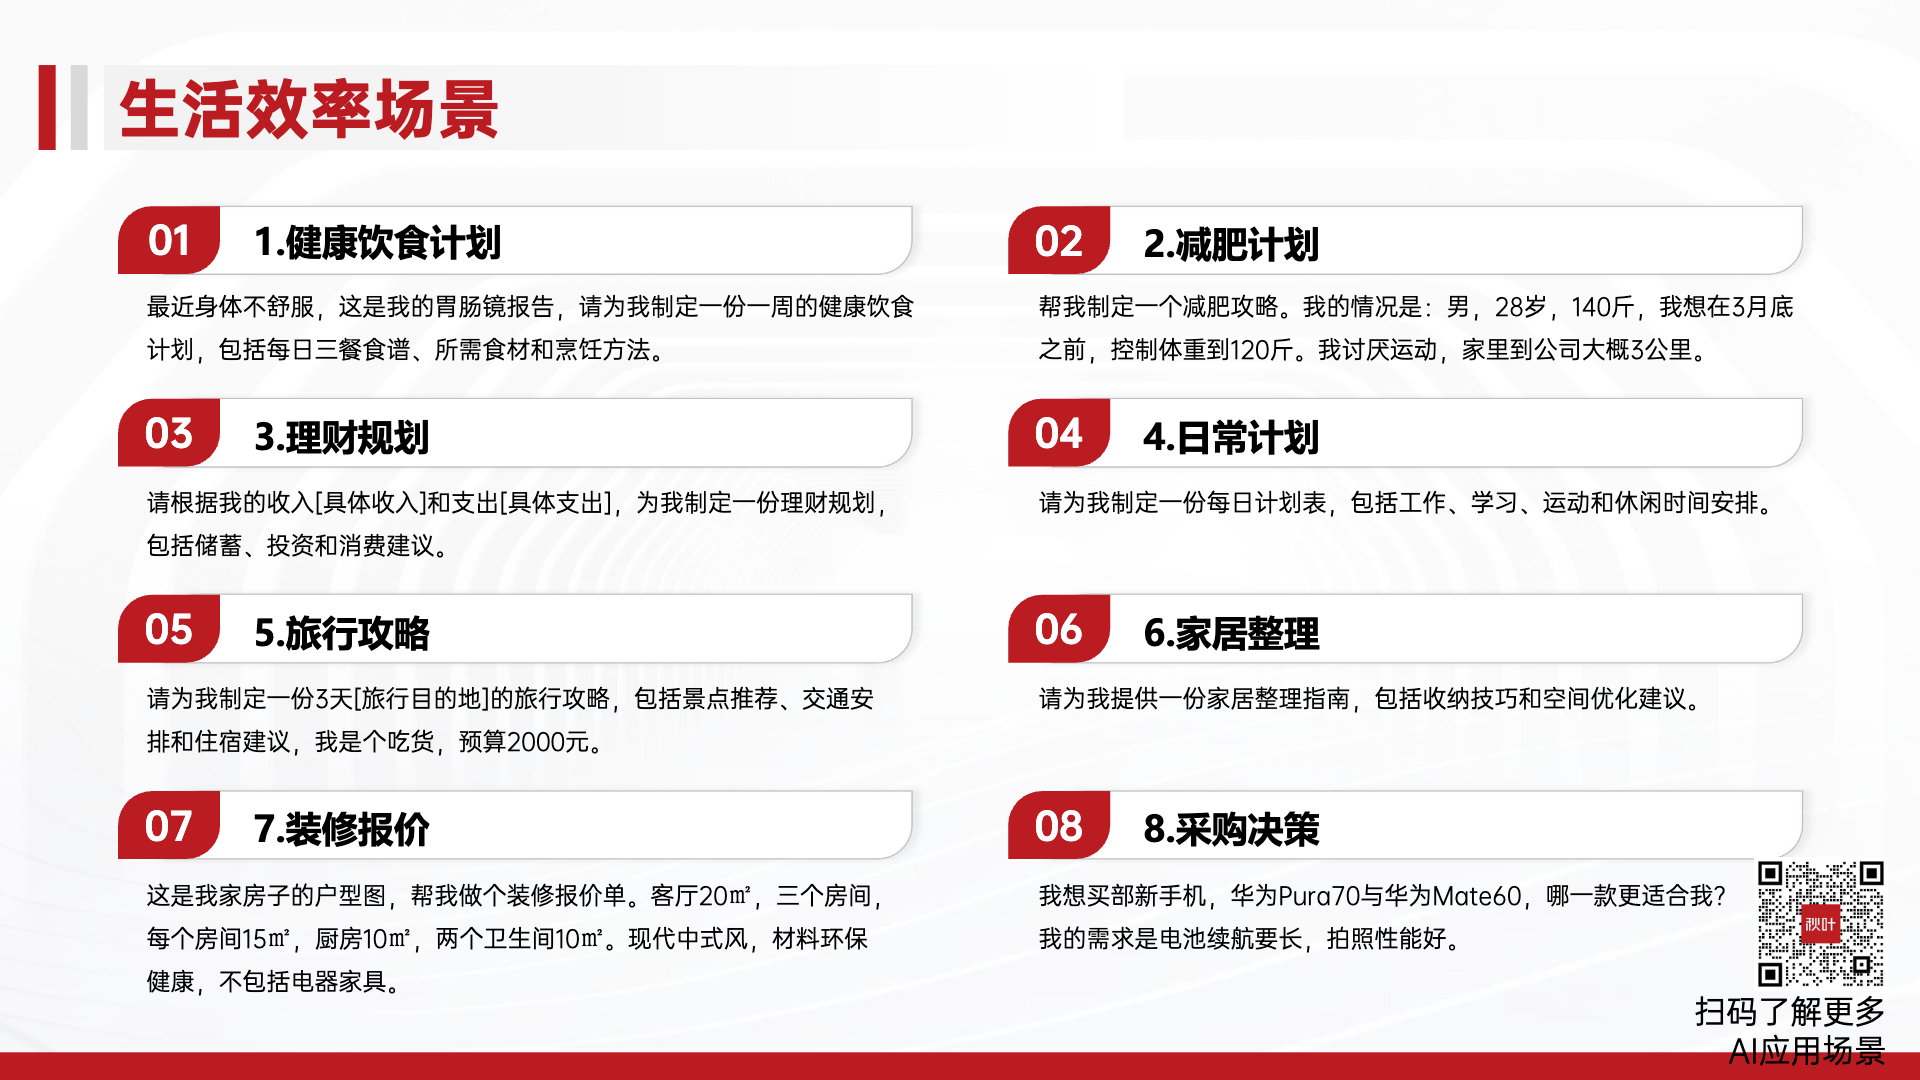 生活效率场景
01 1.健康饮食计划
最近身体不舒服，这是我的胃肠镜报告，请为我制定一份一周的健康饮食
计划，包括每日三餐食谱、所需食材和烹饪方法。
02 2.减肥计划
帮我制定一个减肥攻略。我的情况是：男，28岁，140斤，我想在3月底
之前，控制体重到120斤。我讨厌运动，家里到公司大概3公里。
03 3.理财规划
请根据我的收入[具体收入]和支出[具体支出]，为我制定一份理财规划，
包括储蓄、投资和消费建议。
04 4.日常计划
请为我制定一份每日计划表，包括工作、学习、运动和休闲时间安排。
05 5.旅行攻略
请为我制定一份3天[旅行目的地]的旅行攻略，包括景点推荐、交通安
排和住宿建议，我是个吃货，预算2000元。
06 6.家居整理
请为我提供一份家居整理指南，包括收纳技巧和空间优化建议。
07 7.装修报价
这是我家房子的户型图，帮我做个装修报价单。客厅20㎡，三个房间，
每个房间15㎡，厨房10㎡，两个卫生间10㎡。现代中式风，材料环保
健康，不包括电器家具。
08 8.采购决策
我想买部新手机，华为Pura70与华为Mate60，哪一款更适合我？
我的需求是电池续航要长，拍照性能好。
秋叶
扫码了解更多
AI应用场景